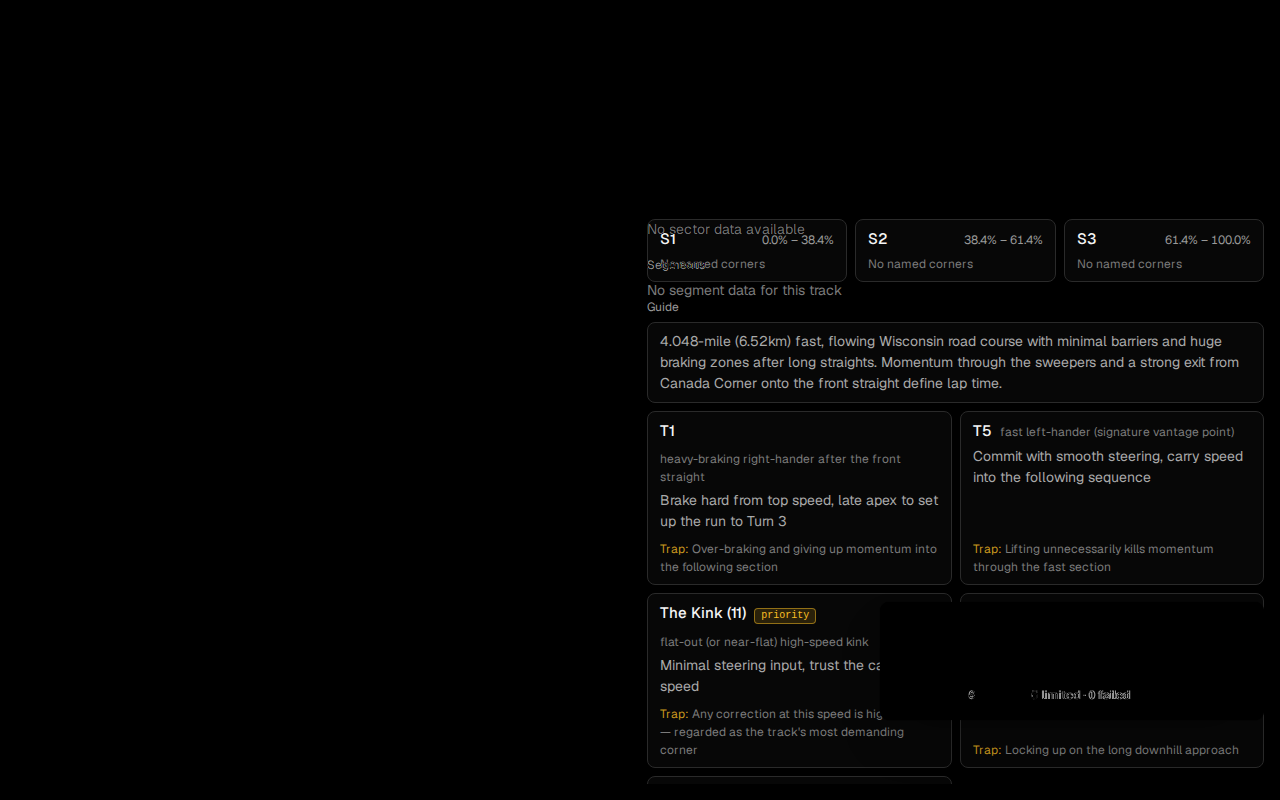 No sector data available
S1 0.0% – 38.4%
S2 38.4% – 61.4%
S3 61.4% – 100.0%
named corners
No named corners
No named corners
No segment data for this track
Guide
4.048-mile (6.52km) fast, flowing Wisconsin road course with minimal barriers and huge
braking zones after long straights. Momentum through the sweepers and a strong exit from
Canada Corner onto the front straight define lap time.
T1
heavy-braking right-hander after the front
straight
Brake hard from top speed, late apex to set
up the run to Turn 3
Trap: Over-braking and giving up momentum into
the following section
T5 fast left-hander (signature vantage point)
Commit with smooth steering, carry speed
into the following sequence
Trap: Lifting unnecessarily kills momentum
through the fast section
The Kink (11) priority
flat-out (or near-flat) high-speed kink
Minimal steering input, trust the
speed
Trap: Any correction at this speed is
— regarded as the track's most demanding
corner
Trap: Locking up on the long downhill approach